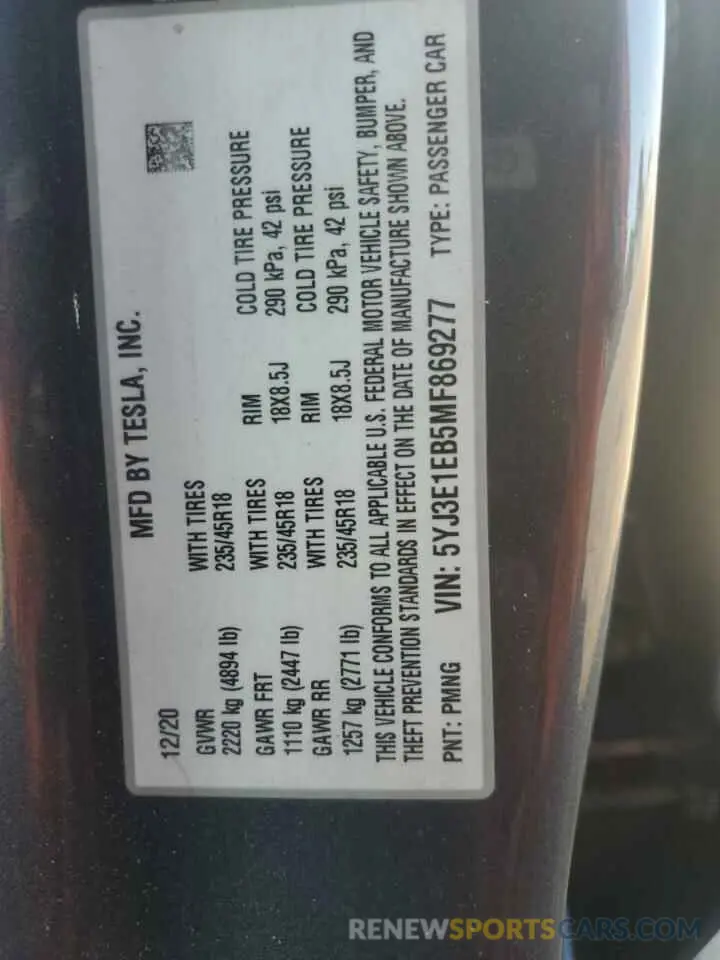 MFD BY TESLA, INC.
12/20
GVWR WITH TIRES RIM COLD TIRE PRESSURE
2220 kg (4894 lb) 235/45R18 18X8.5J 290 kPa, 42 psi
GAWR FRT WITH TIRES RIM COLD TIRE PRESSURE
1110 kg (2447 lb) 235/45R18 18X8.5J 290 kPa, 42 psi
GAWR RR WITH TIRES
1257 kg (2771 lb) 235/45R18
THIS VEHICLE CONFORMS TO ALL APPLICABLE U.S. FEDERAL MOTOR VEHICLE SAFETY, BUMPER, AND
THEFT PREVENTION STANDARDS IN EFFECT ON THE DATE OF MANUFACTURE SHOWN ABOVE.
PNT: PMNG VIN: 5YJ3E1EB5MF869277 TYPE: PASSENGER CAR
RENEWSPORTSCARS.COM